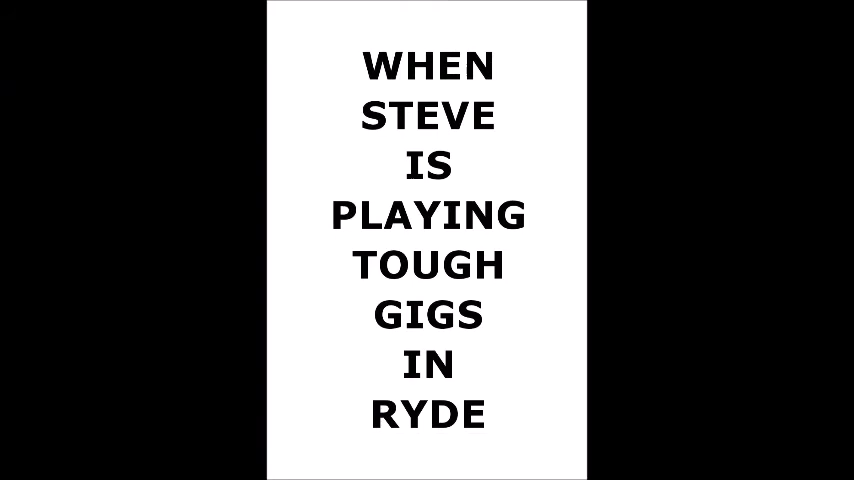 WHEN
STEVE
IS
PLAYING
TOUGH
GIGS
IN
RYDE